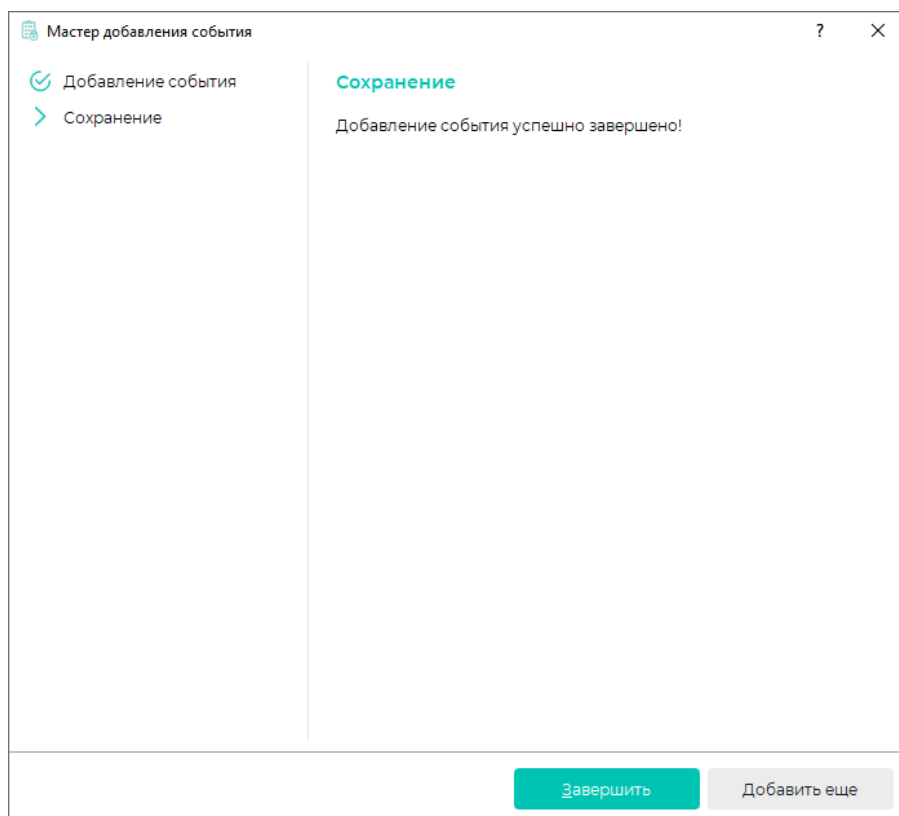 Мастер добавления события
?
Добавление события
Сохранение
Сохранение
Добавление события успешно завершено!
Завершить
Добавить еще